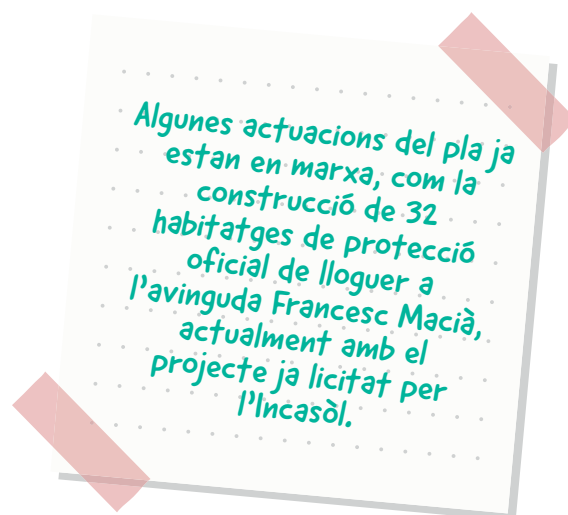 Algunes actuacions del pla ja
estan en marxa, com la
construcció de 32
habitatges de protecció
oficial de lloguer a
l'avinguda Francesc Macià,
actualment amb el
projecte ja licitat per
l'Incasòl.